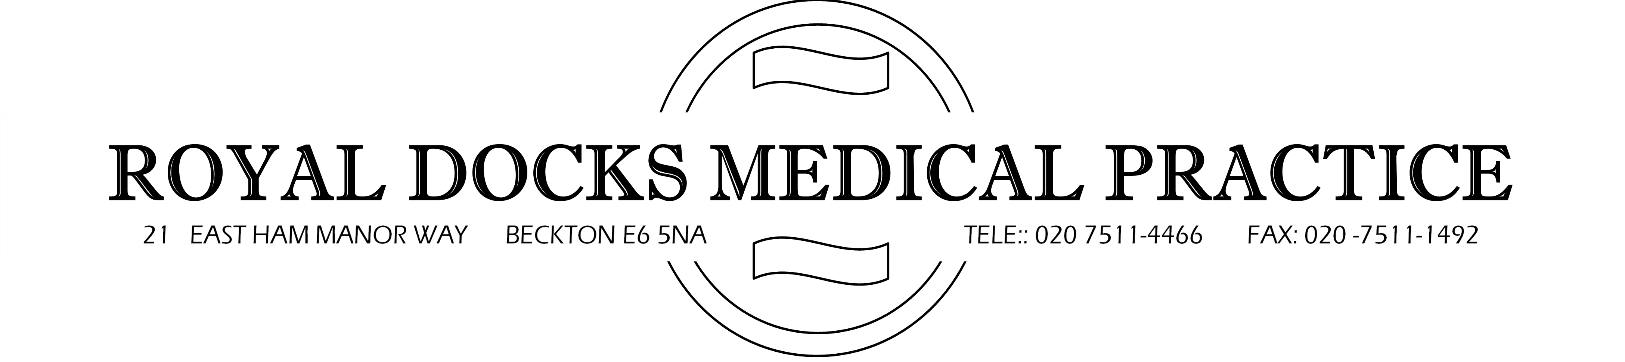 ROYAL DOCKS MEDICAL PRACTICE
21 EAST HAM MANOR WAY BECKTON E6 5NA TELE:: 020 7511-4466 FAX: 020 -7511-1492